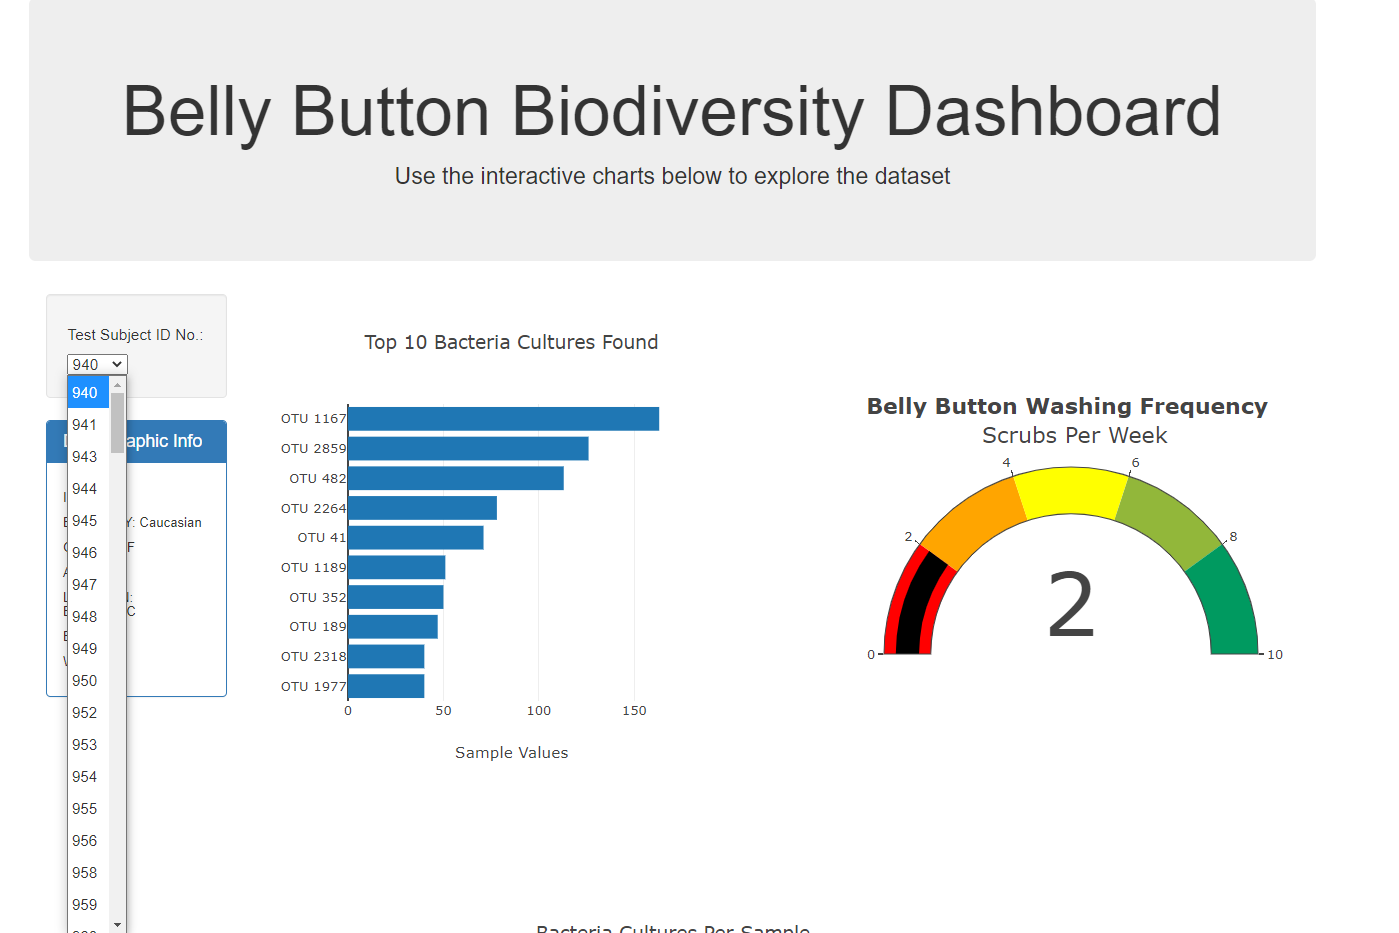 Belly Button Biodiversity Dashboard
Use the interactive charts below to explore the dataset
Test Subject ID No.:
940
940
941
943
944
945
946
947
948
949
950
952
953
954
955
956
958
959
aphic Info
Y: Caucasian
F
N:
C
Top 10 Bacteria Cultures Found
OTU 1167
OTU 2859
OTU 482
OTU 2264
OTU 41
OTU 1189
OTU 352
OTU 189
OTU 2318
OTU 1977
0 50 100 150
Sample Values
Belly Button Washing Frequency
Scrubs Per Week
0
2
4
6
8
10
2
Bacteria Cultures Per Sample